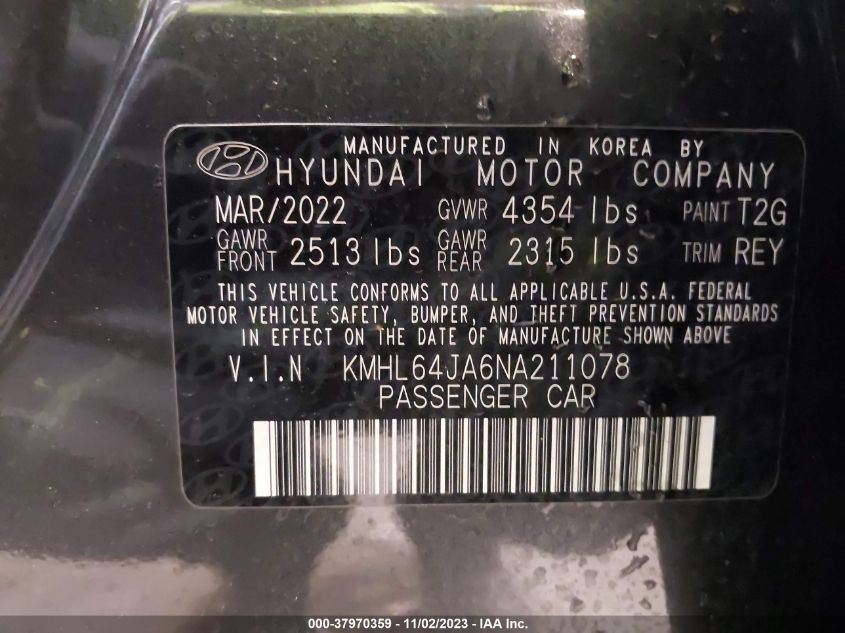 MANUFACTURED IN KOREA BY
HYUNDAI MOTOR COMPANY
MAR/2022 GVWR 4354 lbs PAINT T2G
GAWR FRONT 2513 lbs GAWR REAR 2315 lbs TRIM REY
THIS VEHICLE CONFORMS TO ALL APPLICABLE U.S.A. FEDERAL
MOTOR VEHICLE SAFETY, BUMPER, AND THEFT PREVENTION STANDARDS
IN EFFECT ON THE DATE OF MANUFACTURE SHOWN ABOVE
V.I.N KMHL64JA6NA211078
PASSENGER CAR
000-37970359 - 11/02/2023 - IAA Inc.